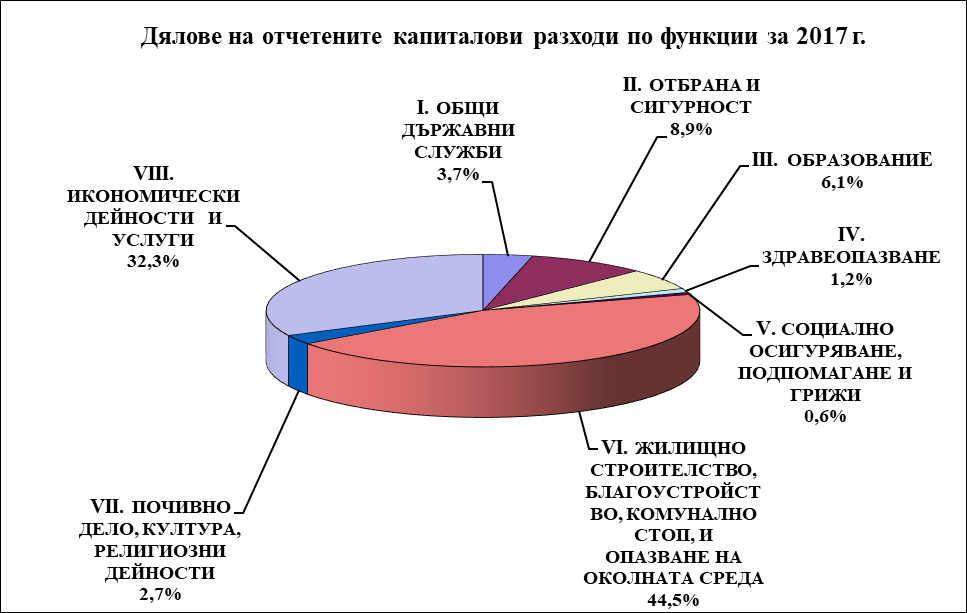 Дялове на отчетените капиталови разходи по функции за 2017 г.
I. ОБЩИ
ДЪРЖАВНИ
СЛУЖБИ
3,7%
II. ОТБРАНА И
СИГУРНОСТ
8,9%
III. ОБРАЗОВАНИЕ
6,1%
IV.
ЗДРАВЕОПАЗВАНЕ
1,2%
V. СОЦИАЛНО
ОСИГУРЯВАНЕ,
ПОДПОМАГАНЕ И
ГРИЖИ
0,6%
VI. ЖИЛИЩНО
СТРОИТЕЛСТВО,
БЛАГОУСТРОЙСТ
ВО, КОМУНАЛНО
СТОП, И
ОПАЗВАНЕ НА
ОКОЛНАТА СРЕДА
44,5%
VII. ПОЧИВНО
ДЕЛО, КУЛТУРА,
РЕЛИГИОЗНИ
ДЕЙНОСТИ
2,7%
VIII.
ИКОНОМИЧЕСКИ
ДЕЙНОСТИ И
УСЛУГИ
32,3%